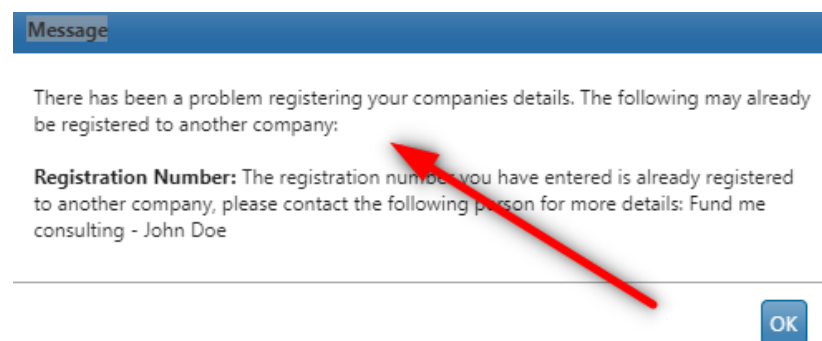 Message
There has been a problem registering your companies details. The following may already
be registered to another company:
Registration Number: The registration number you have entered is already registered
to another company, please contact the following person for more details: Fund me
consulting - John Doe
OK